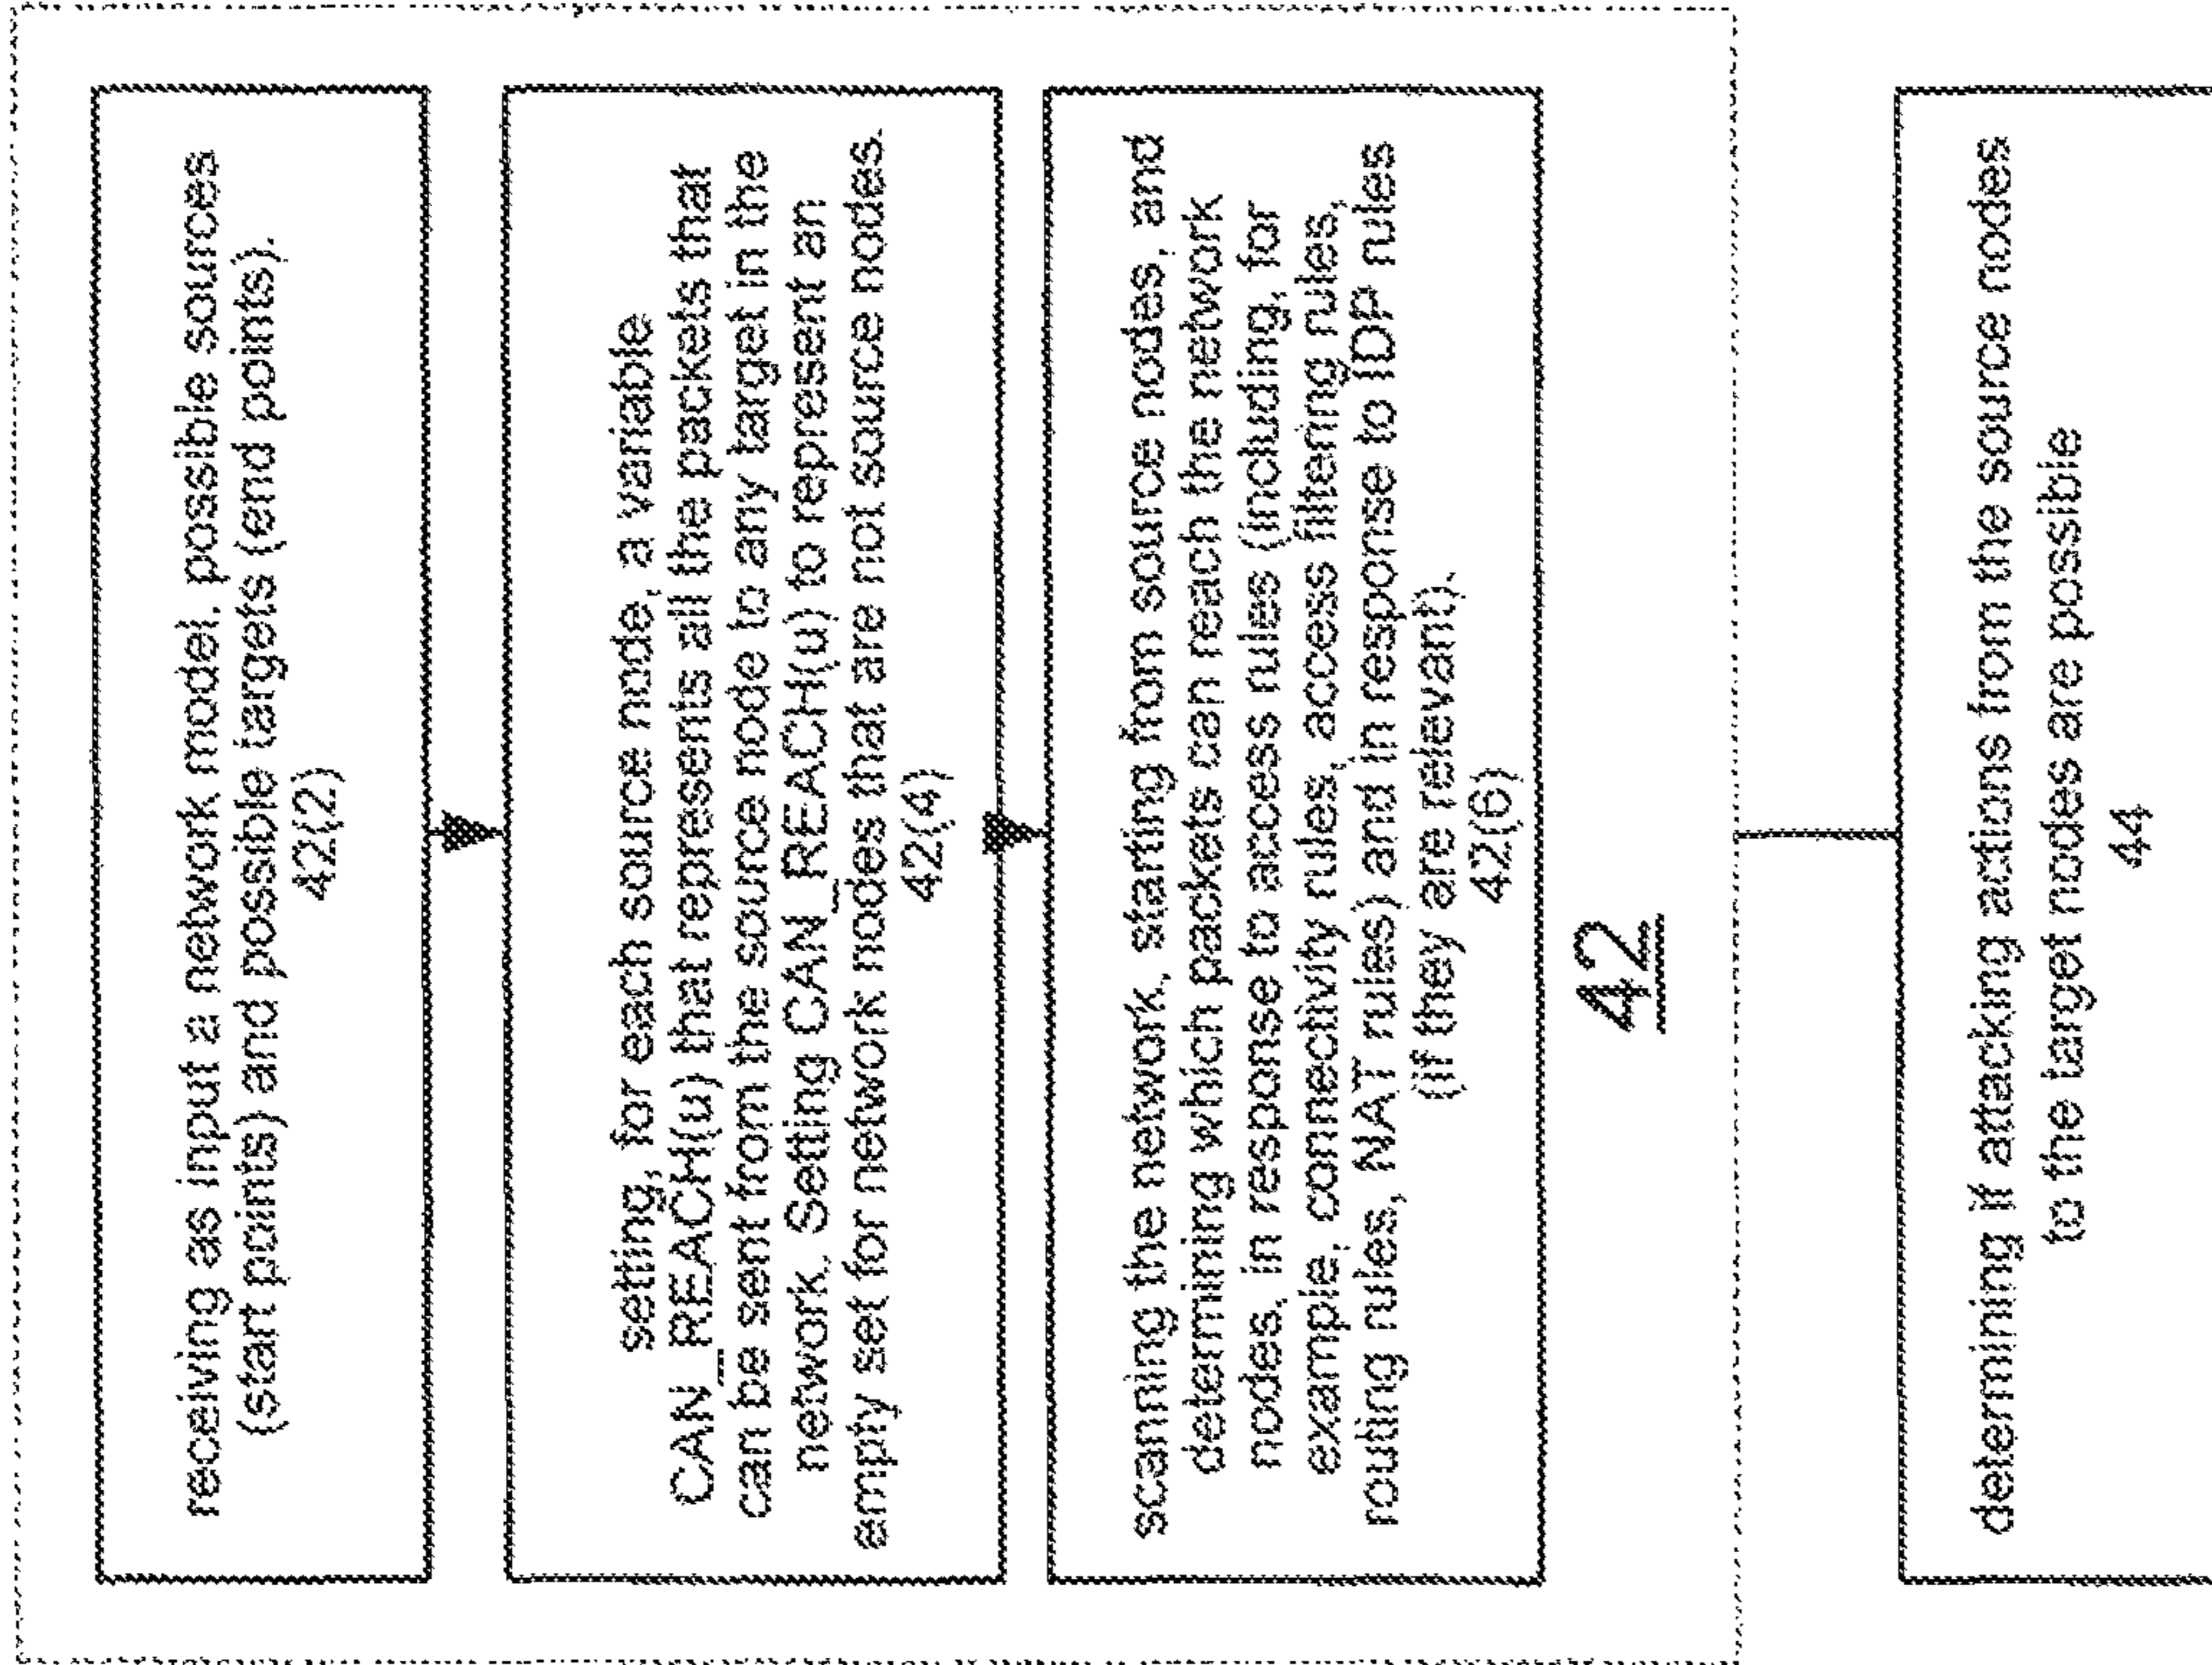 receiving as input a network model, possible sources
(start points) and possible targets (end points).
42(2)
setting, for each source node, a variable
CAN_REACH(u) that represents all the packets that
can be sent from the source node to any target in the
network. Setting CAN_REACH(u) to represent an
empty set for network nodes that are not source nodes.
42(4)
scanning the network, starting from source nodes, and
determining which packets can reach the network
nodes, in response to access rules (including, for
example, connectivity rules, access filtering rules,
routing rules, NAT rules) and in response to IDP rules
(if they are relevant).
42(6)
42
determining if attacking actions from the source nodes
to the target nodes are possible
44